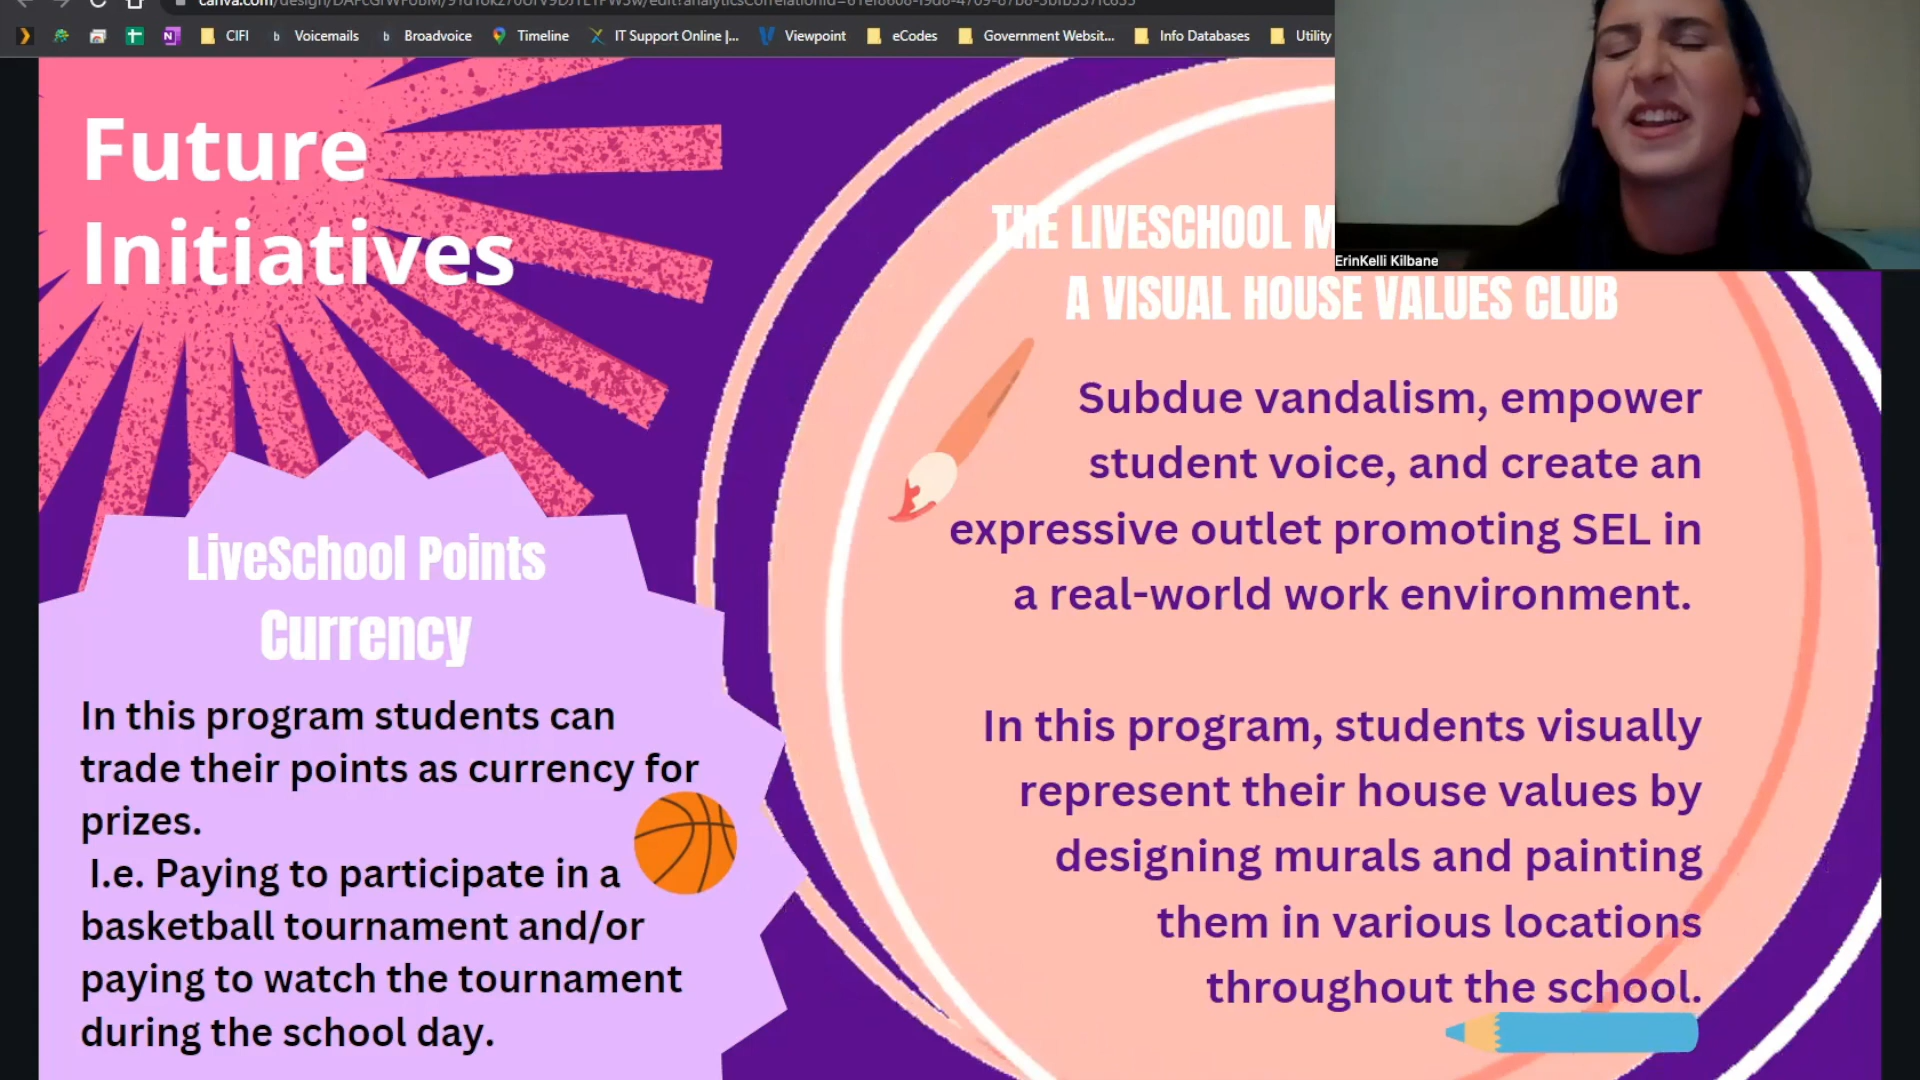 CIFI
Voicemails
Broadvoice
Timeline
IT Support Online |...
Viewpoint
eCodes
Government Websit...
Info Databases
Utility
Future
Initiatives
LiveSchool Points
Currency
In this program students can
trade their points as currency for
prizes.
I.e. Paying to participate in a
basketball tournament and/or
paying to watch the tournament
during the school day.
ErinKelli Kilbane
THE LIVESCHOOL M
A VISUAL HOUSE VALUES CLUB
Subdue vandalism, empower
student voice, and create an
expressive outlet promoting SEL in
a real-world work environment.
In this program, students visually
represent their house values by
designing murals and painting
them in various locations
throughout the school.